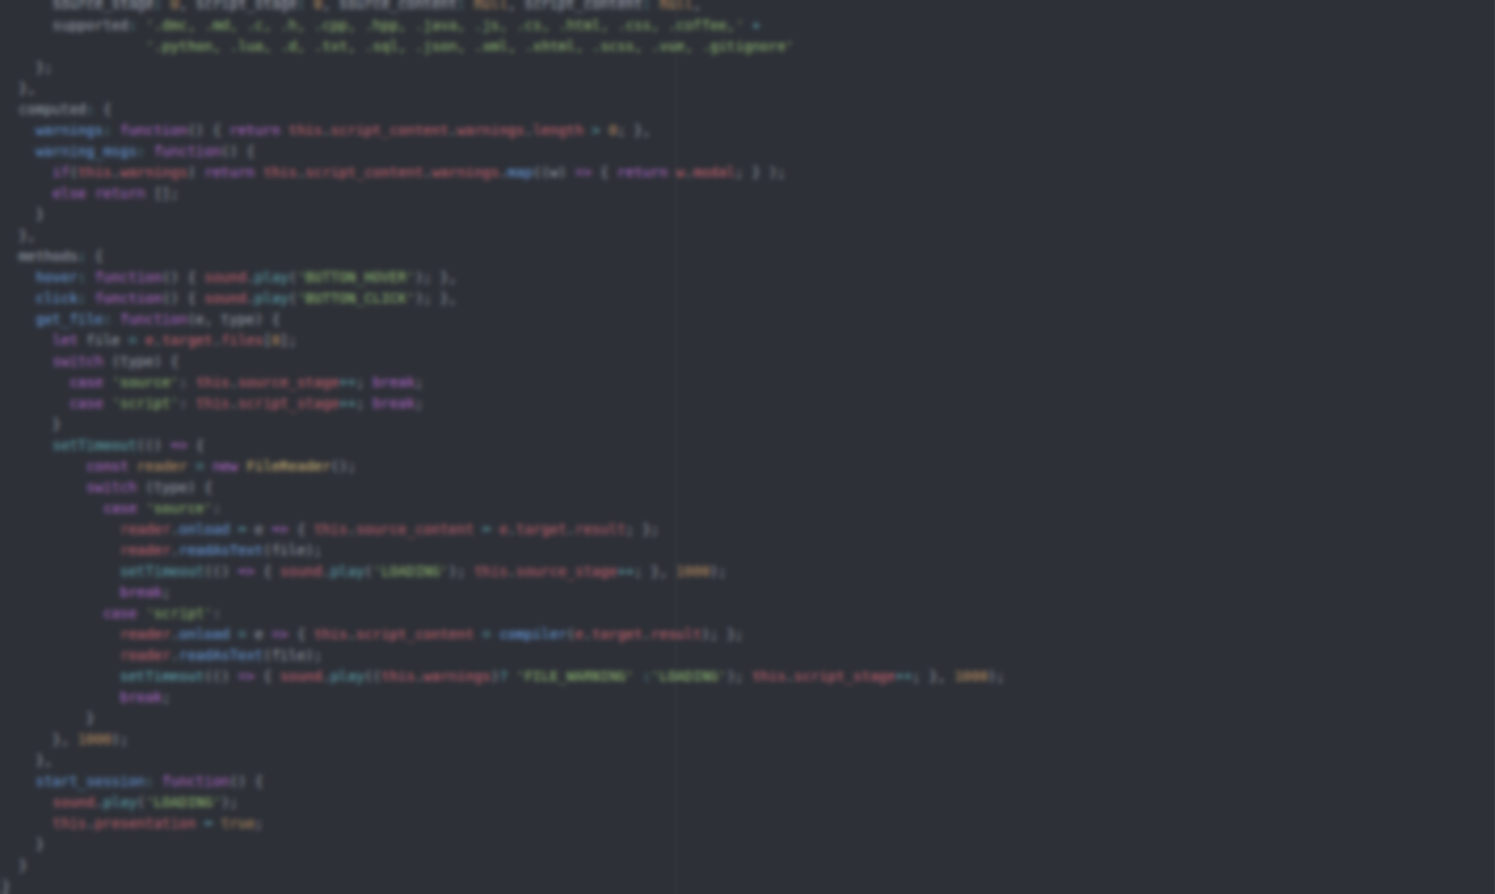 source_stage: 0, script_stage: 0, source_content: null, script_content: null,
supported: '.dmc, .md, .c, .h, .cpp, .hpp, .java, .js, .cs, .html, .css, .coffee,' +
'.python, .lua, .d, .txt, .sql, .json, .xml, .xhtml, .scss, .vue, .gitignore'
};
},
computed: {
warnings: function() { return this.script_content.warnings.length > 0; },
warning_msgs: function() {
if(this.warnings) return this.script_content.warnings.map((w) => { return w.modal; } );
else return [];
}
},
methods: {
hover: function() { sound.play('BUTTON_HOVER'); },
click: function() { sound.play('BUTTON_CLICK'); },
get_file: function(e, type) {
let file = e.target.files[0];
switch (type) {
case 'source': this.source_stage++; break;
case 'script': this.script_stage++; break;
}
setTimeout(() => {
const reader = new FileReader();
switch (type) {
case 'source':
reader.onload = e => { this.source_content = e.target.result; };
reader.readAsText(file);
setTimeout(() => { sound.play('LOADING'); this.source_stage++; }, 1000);
break;
case 'script':
reader.onload = e => { this.script_content = compiler(e.target.result); };
reader.readAsText(file);
setTimeout(() => { sound.play((this.warnings)? 'FILE_WARNING' :'LOADING'); this.script_stage++; }, 1000);
break;
}
}, 1000);
},
start_session: function() {
sound.play('LOADING');
this.presentation = true;
}
}
}